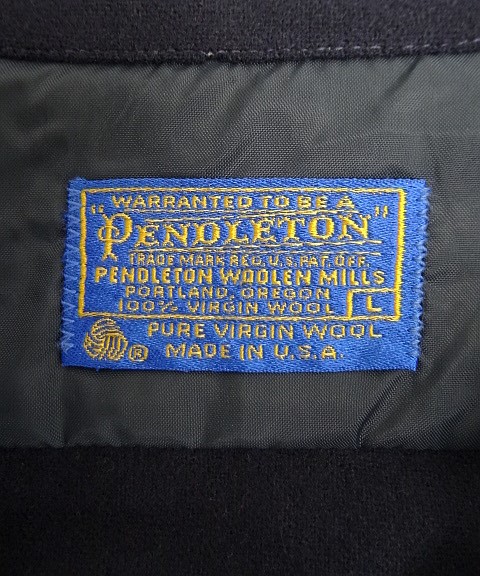 WARRANTED TO BE A
"PENDLETON"
TRADE MARK REG. U.S. PAT. OFF.
PENDLETON WOOLEN MILLS
PORTLAND, OREGON
100% VIRGIN WOOL L
PURE VIRGIN WOOL
® MADE IN U.S.A.